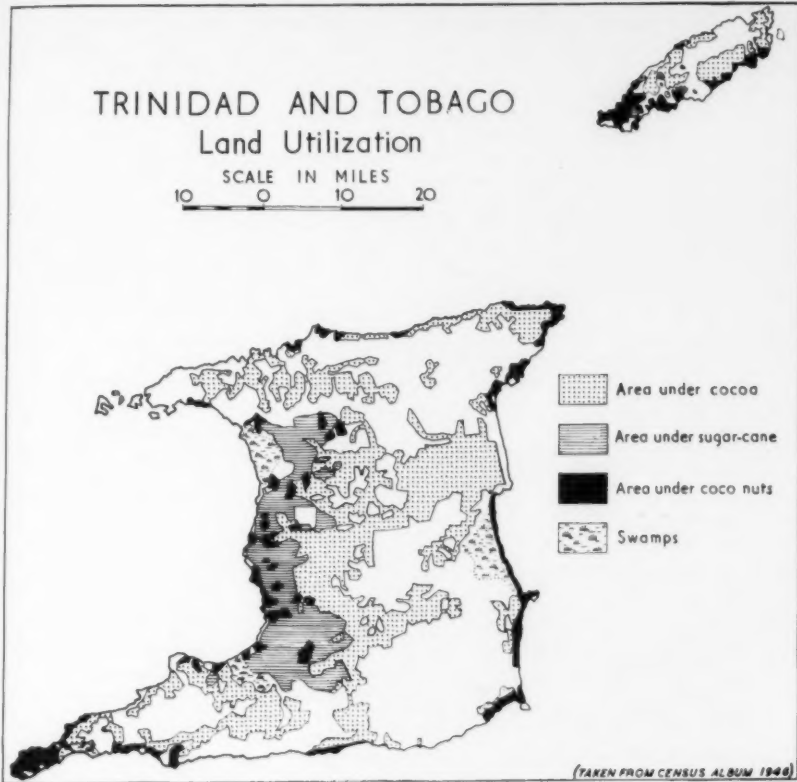 TRINIDAD AND TOBAGO
Land Utilization
SCALE IN MILES
10 0 10 20
Area under cocoa
Area under sugar-cane
Area under coco nuts
Swamps
(TAKEN FROM CENSUS ALBUM 1948)